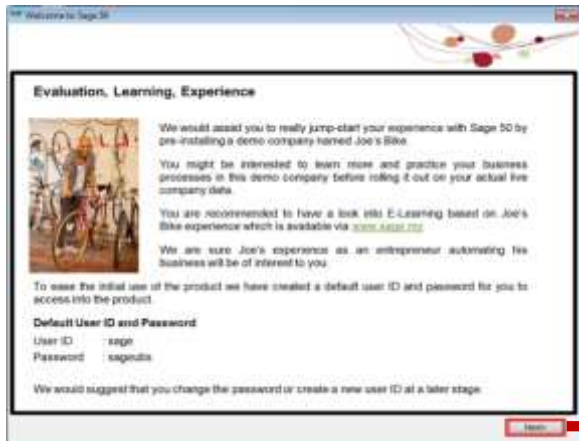 Welcome to Sage 50
Evaluation, Learning, Experience
We would assist you to really jump-start your experience with Sage 50 by
pre-installing a demo company named Joe's Bike.
You might be interested to learn more and practice your business
processes in this demo company before rolling it out on your actual live
company data.
You are recommended to have a look into E-Learning based on Joe's
Bike experience which is available via
We are sure Joe's experience as an entrepreneur automating his
business will be of interest to you.
To ease the initial use of the product we have created a default user ID and password for you to
access into the product.
Default User ID and Password
User ID : sage
Password : sageubs
We would suggest that you change the password or create a new user ID at a later stage
Next